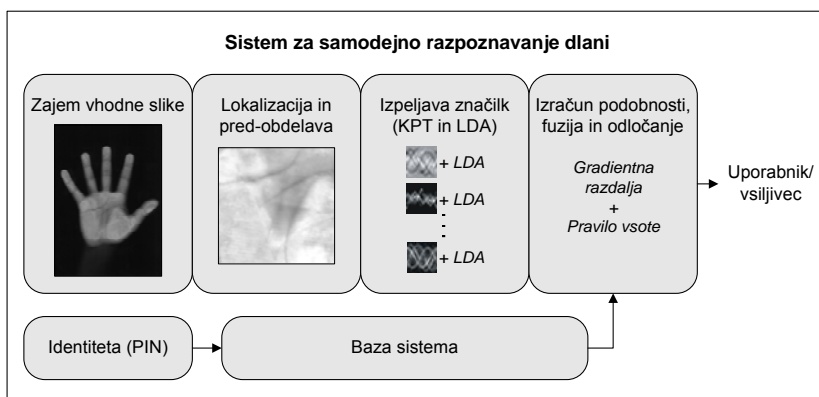 Sistem za samodejno razpoznavanje dlani
Zajem vhodne slike
Lokalizacija in
pred-obdelava
Izpeljava značilk
(KPT in LDA)
+ LDA
+ LDA
+ LDA
Izračun podobnosti,
fuzija in odločanje
Gradientna
razdalja
+
Pravilo vsote
Uporabnik/
vsiljivec
Identiteta (PIN)
Baza sistema